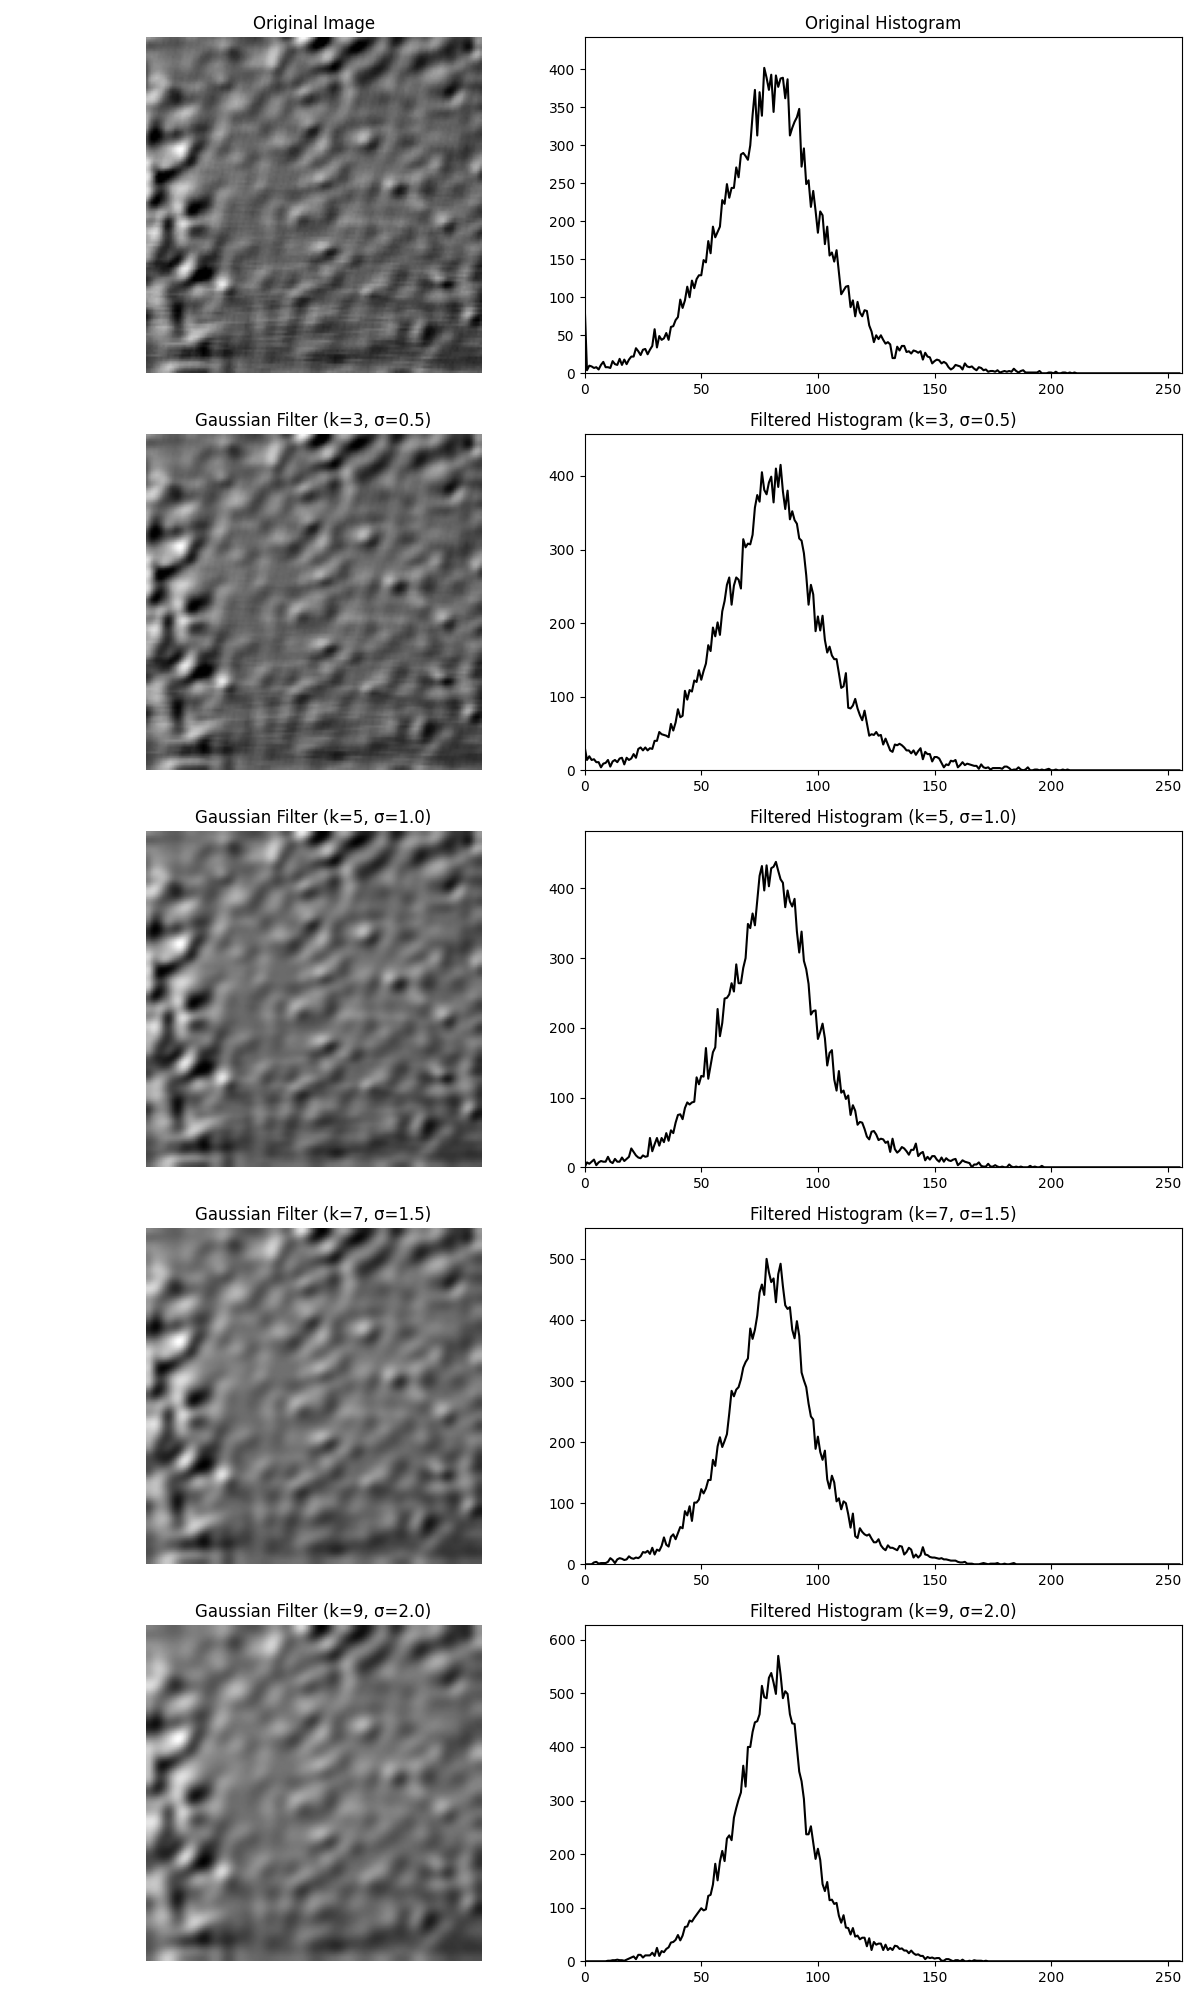 Original Image
Original Histogram
400
350
300
250
200
150
100
50
0
0 50 100 150 200 250
Gaussian Filter (k=3, σ=0.5)
Filtered Histogram (k=3, σ=0.5)
400
300
200
100
0
0 50 100 150 200 250
Gaussian Filter (k=5, σ=1.0)
Filtered Histogram (k=5, σ=1.0)
400
300
200
100
0
0 50 100 150 200 250
Gaussian Filter (k=7, σ=1.5)
Filtered Histogram (k=7, σ=1.5)
500
400
300
200
100
0
0 50 100 150 200 250
Gaussian Filter (k=9, σ=2.0)
Filtered Histogram (k=9, σ=2.0)
600
500
400
300
200
100
0
0 50 100 150 200 250